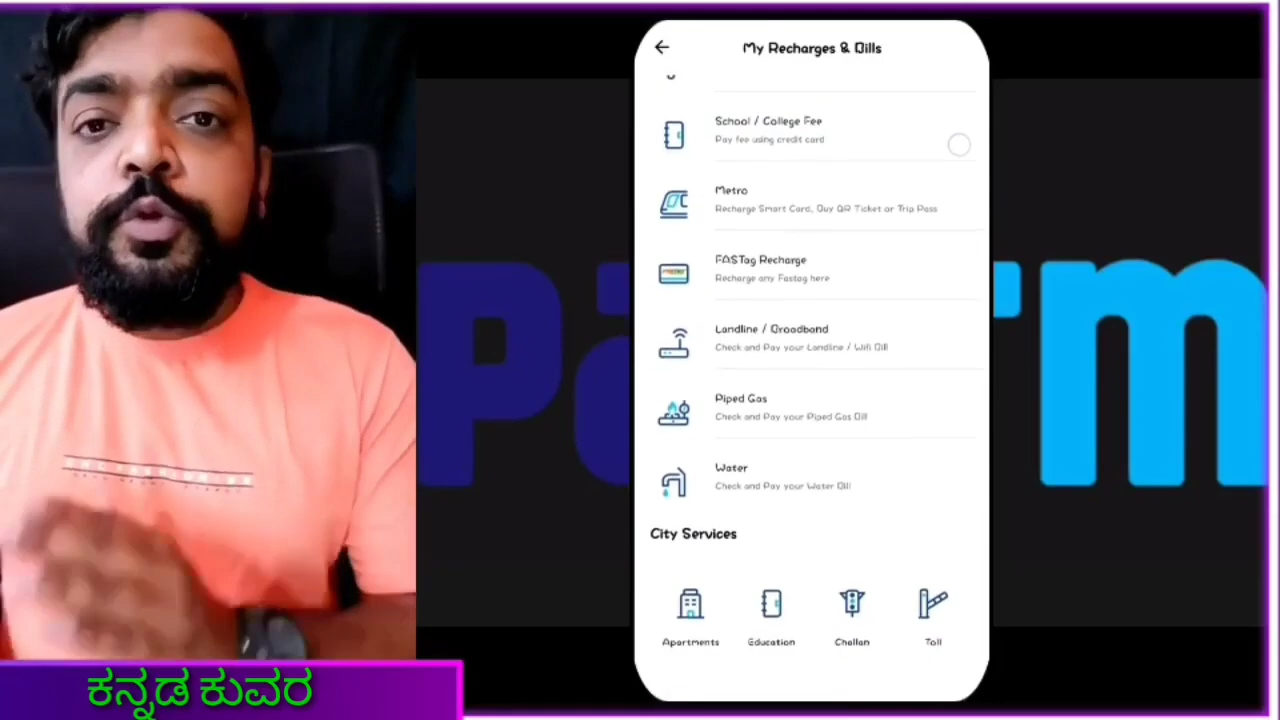 My Recharges & Bills
School / College Fee
Pay fee using credit card
Metro
Recharge Smart Card, Buy QR Ticket or Trip Pass
FASTag Recharge
Recharge any Fastag here
Landline / Broadband
Check and Pay your Landline / Wifi Bill
Piped Gas
Check and Pay your Piped Gas Bill
Water
Check and Pay your Water Bill
City Services
Apartments
Education
Challan
Toll
ಕನ್ನಡ ಕುವರ